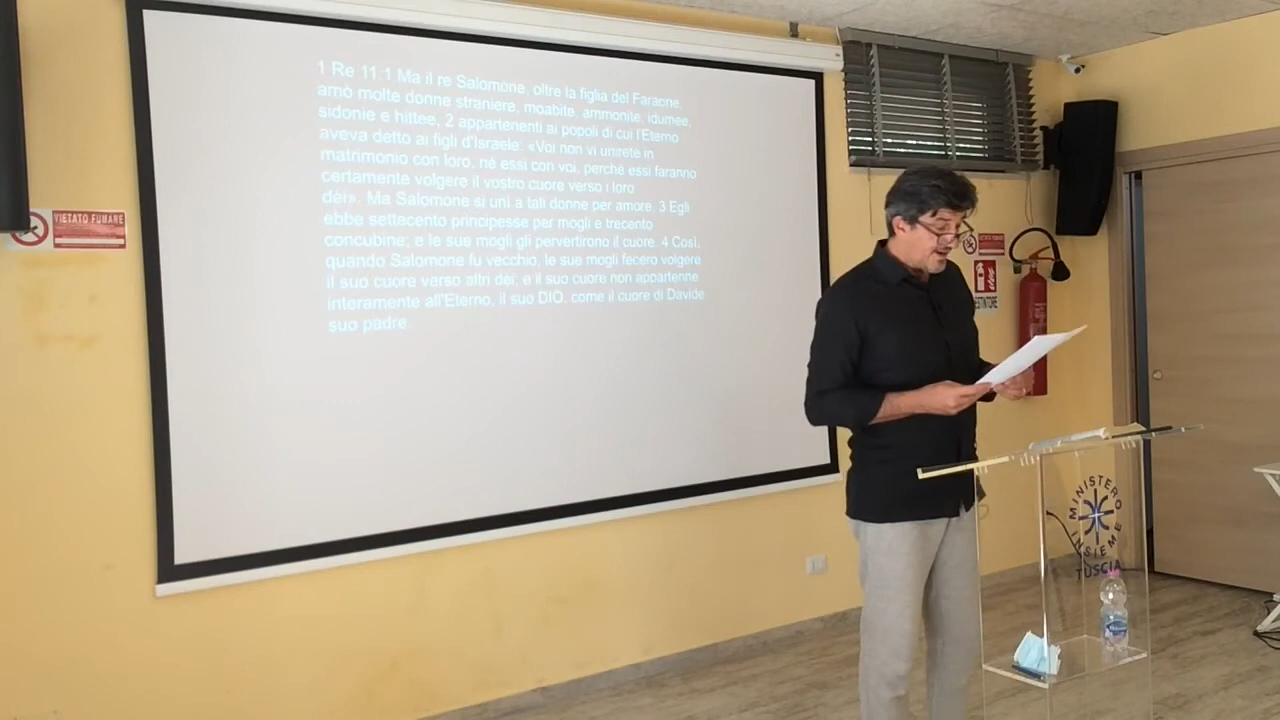 1 Re 11:1 Ma il re Salomone, oltre la figlia del Faraone,
amò molte donne straniere, moabite, ammonite, idumee,
sidonie e hittee, 2 appartenenti ai popoli di cui l'Eterno
aveva detto ai figli d'Israele: «Voi non vi unirete in
matrimonio con loro, né essi con voi, perché essi faranno
certamente volgere il vostro cuore verso i loro
dèi». Ma Salomone si unì a tali donne per amore. 3 Egli
ebbe settecento principesse per mogli e trecento
concubine; e le sue mogli gli pervertirono il cuore. 4 Così,
quando Salomone fu vecchio, le sue mogli fecero volgere
il suo cuore verso altri dèi; e il suo cuore non appartenne
interamente all'Eterno, il suo DIO, come il cuore di Davide
suo padre.
VIETATO FUMARE
MINISTERO
INSIEME
TUSCIA